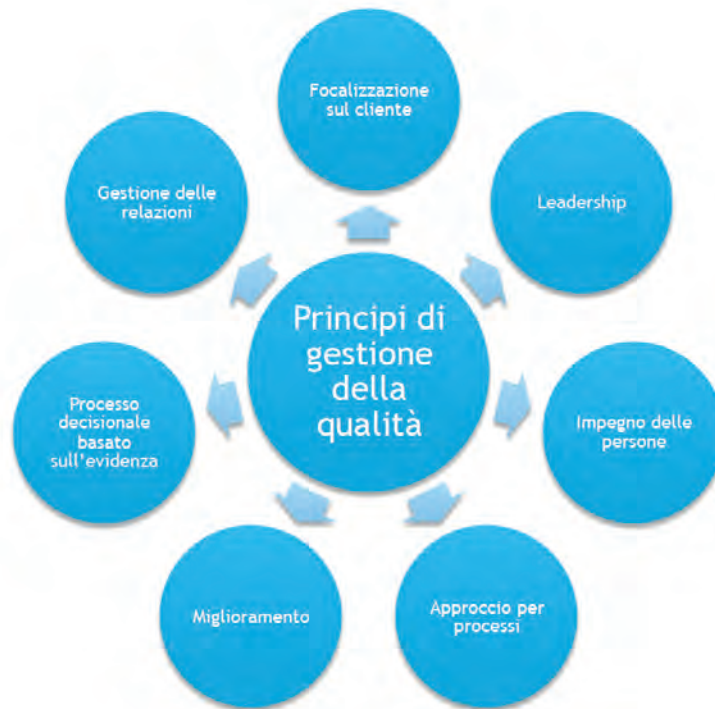 Focalizzazione
sul cliente
Leadership
Impegno delle
persone
Approccio per
processi
Miglioramento
Processo
decisionale
basato
sull'evidenza
Gestione delle
relazioni
Principi di
gestione
della
qualità